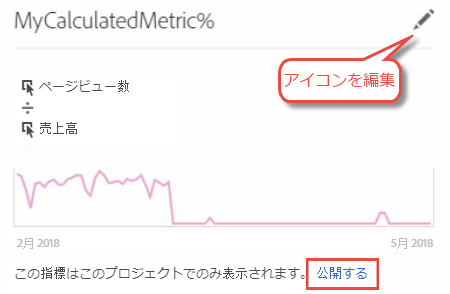 MyCalculatedMetric%
アイコンを編集
ページビュー数
÷
売上高
2月 2018
5月 2018
この指標はこのプロジェクトでのみ表示されます。 公開する